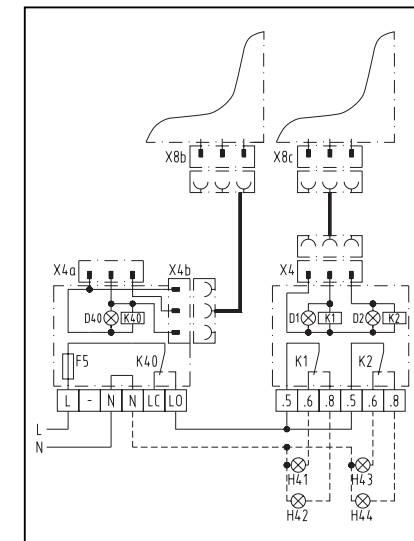 X8b X8c
X4a X4b X4
D40 K40 D1 K1 D2 K2
F5 K40 K1 K2
L - N N LC LO .5 .6 .8 .5 .6 .8
L
N
H41 H43
H42 H44